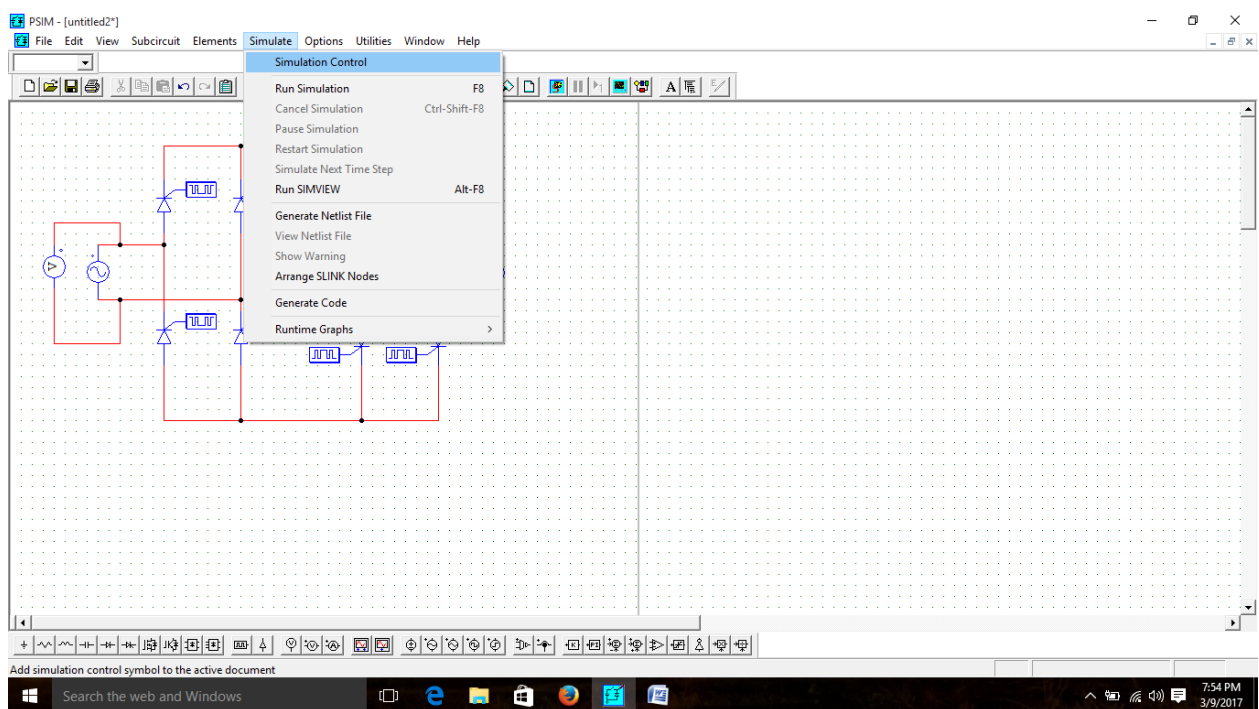 PSIM - [untitled2*]
File Edit View Subcircuit Elements Simulate Options Utilities Window Help
Simulation Control
Run Simulation F8
Cancel Simulation Ctrl-Shift-F8
Pause Simulation
Restart Simulation
Simulate Next Time Step
Run SIMVIEW Alt-F8
Generate Netlist File
View Netlist File
Show Warning
Arrange SLINK Nodes
Generate Code
Runtime Graphs
Add simulation control symbol to the active document
Search the web and Windows
7:54 PM
3/9/2017